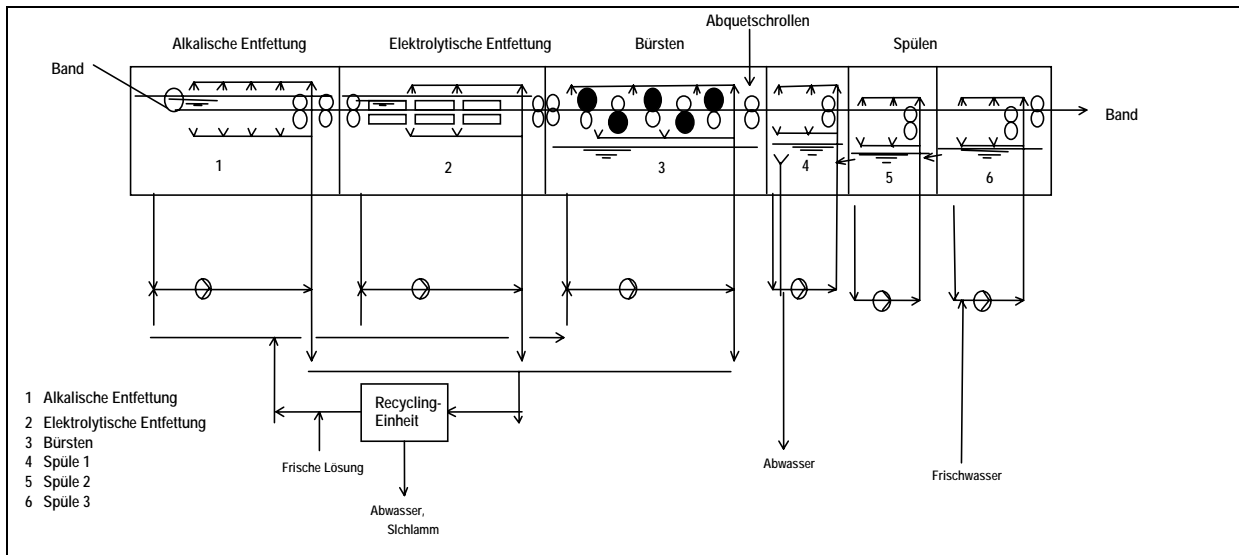 Abquetschrollen
Alkalische Entfettung
Elektrolytische Entfettung
Bürsten
Spülen
Band
Band
1
2
3
4
5
6
1 Alkalische Entfettung
2 Elektrolytische Entfettung
3 Bürsten
4 Spüle 1
5 Spüle 2
6 Spüle 3
Recycling-
Einheit
Frische Lösung
Abwasser,
Slchlamm
Abwasser
Frischwasser